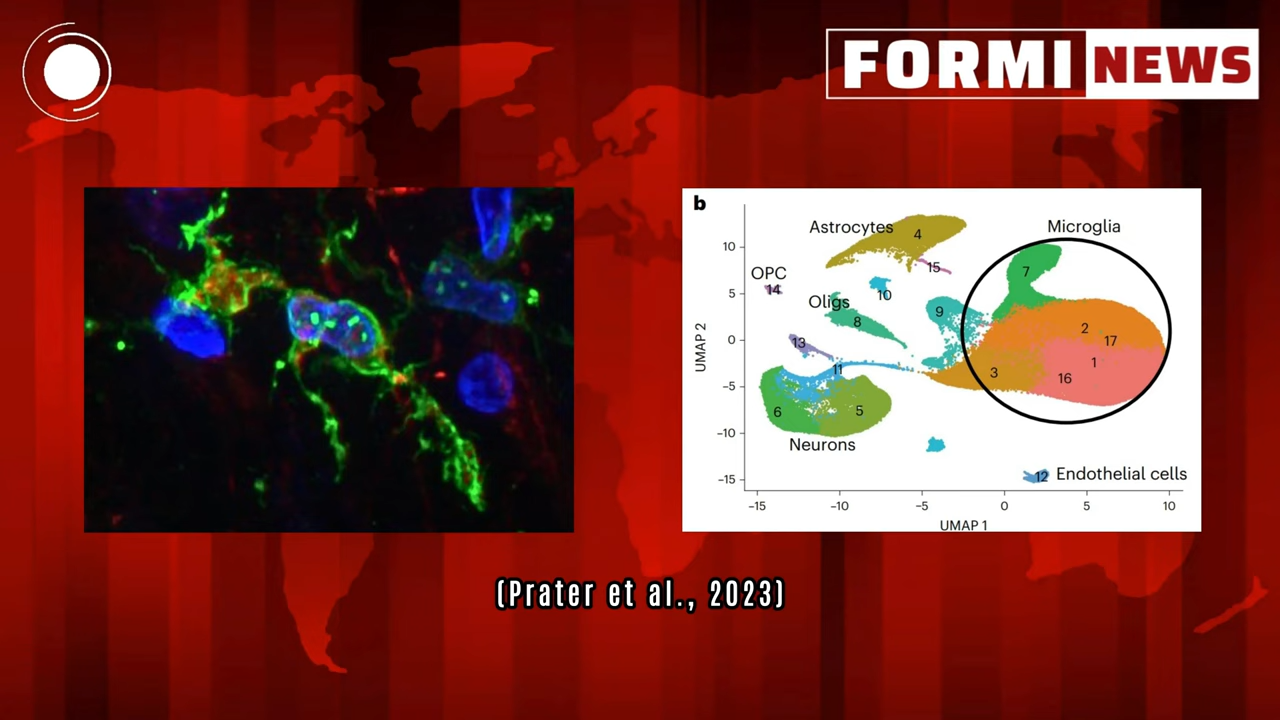 FORMI NEWS
b
Astrocytes
4
Microglia
15
7
OPC
14
10
Oligs
8
9
2
17
13
11
3
1
16
6
5
Neurons
12
Endothelial cells
UMAP 2
10
5
0
−5
−10
−15
−15
−10
−5
0
5
10
UMAP 1
(Prater et al., 2023)